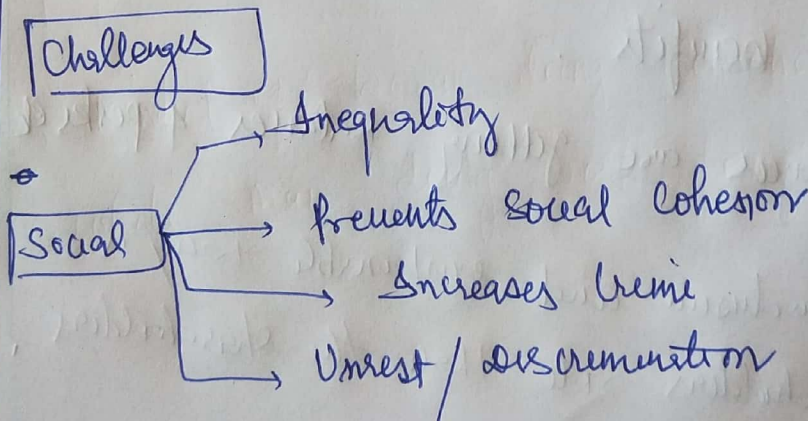 Challenges
Inequality
Social
Prevents social cohesion
Increases Crime
Unrest / Discrimination